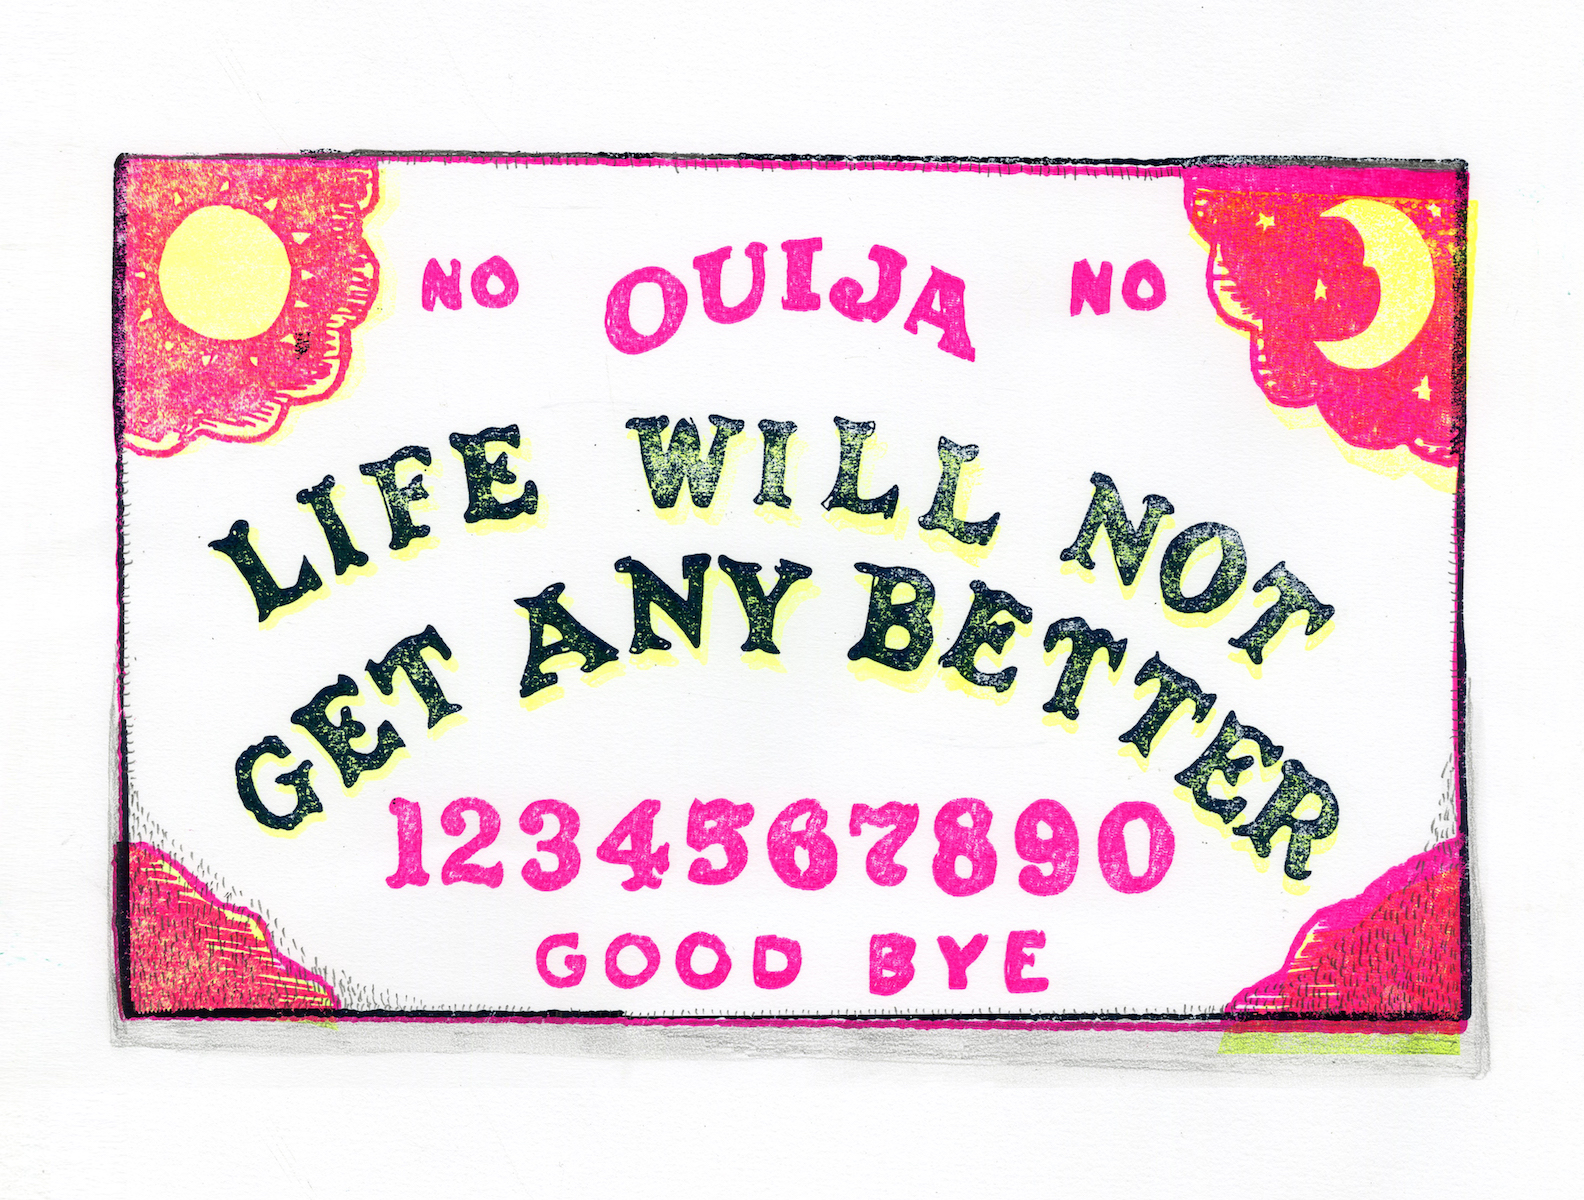 NO OUIJA NO
LIFE WILL NOT
GET ANY BETTER
1234567890
GOOD BYE